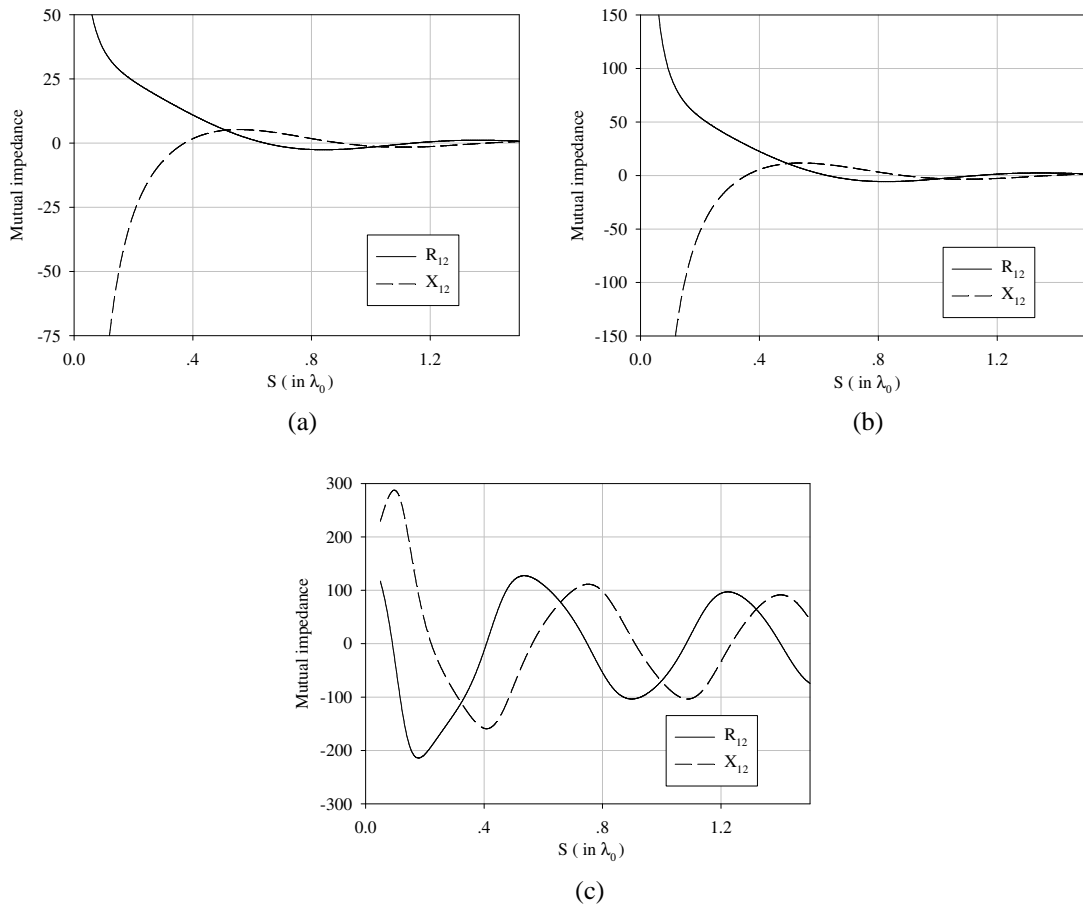 50
25
0
-25
-50
-75
Mutual impedance
R12
X12
0.0 .4 .8 1.2
S ( in λ0)
(a)
150
100
50
0
-50
-100
-150
Mutual impedance
R12
X12
0.0 .4 .8 1.2
S ( in λ0)
(b)
300
200
100
0
-100
-200
-300
Mutual impedance
R12
X12
0.0 .4 .8 1.2
S ( in λ0)
(c)